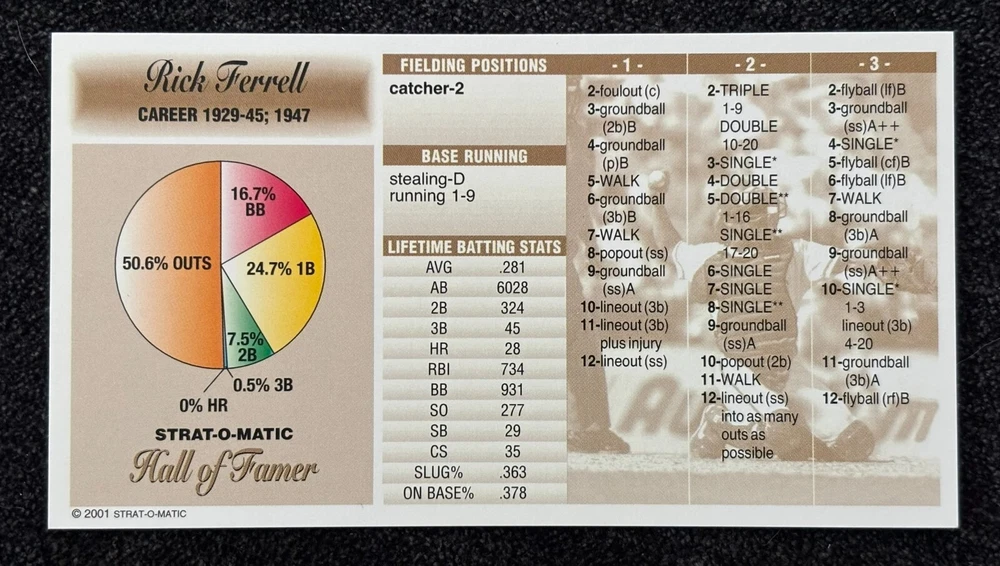 Rick Ferrell
CAREER 1929-45; 1947
16.7%
BB
50.6% OUTS
24.7% 1B
7.5%
2B
0.5% 3B
0% HR
STRAT-O-MATIC
Hall of Famer
© 2001 STRAT-O-MATIC
FIELDING POSITIONS
catcher-2
BASE RUNNING
stealing-D
running 1-9
LIFETIME BATTING STATS
AVG .281
AB 6028
2B 324
3B 45
HR 28
RBI 734
BB 931
SO 277
SB 29
CS 35
SLUG% .363
ON BASE% .378
- 1 -
2-foulout (c)
3-groundball
(2b)B
4-groundball
(p)B
5-WALK
6-groundball
(3b)B
7-WALK
8-popout (ss)
9-groundball
(ss)A
10-lineout (3b)
11-lineout (3b)
plus injury
12-lineout (ss)
- 2 -
2-TRIPLE
1-9
DOUBLE
10-20
3-SINGLE*
4-DOUBLE
5-DOUBLE**
1-16
SINGLE**
17-20
6-SINGLE
7-SINGLE
8-SINGLE**
9-groundball
(ss)A
10-popout (2b)
11-WALK
12-lineout (ss)
into as many
outs as
possible
- 3 -
2-flyball (lf)B
3-groundball
(ss)A++
4-SINGLE*
5-flyball (cf)B
6-flyball (lf)B
7-WALK
8-groundball
(3b)A
9-groundball
(ss)A++
10-SINGLE*
1-3
lineout (3b)
4-20
11-groundball
(3b)A
12-flyball (rf)B